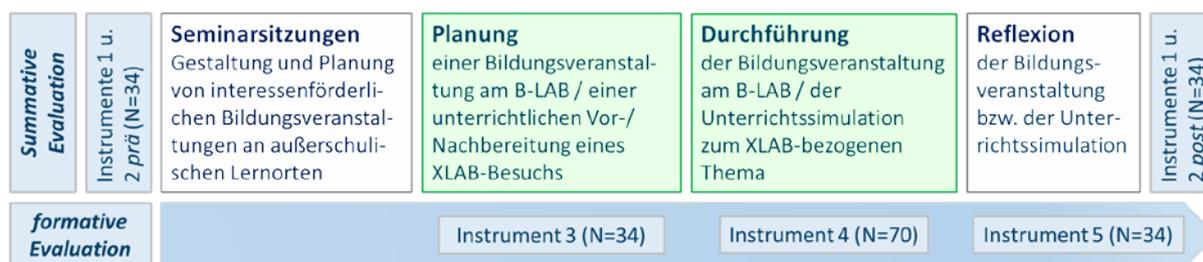 Summative
Evaluation
Instrumente 1 u.
2 prä (N=34)
Seminarsitzungen
Gestaltung und Planung
von interessenförderli-
chen Bildungsveranstal-
tungen an außerschuli-
schen Lernorten
Planung
einer Bildungsveranstal-
tung am B-LAB / einer
unterrichtlichen Vor-/
Nachbereitung eines
XLAB-Besuchs
Durchführung
der Bildungsveranstaltung
am B-LAB / der
Unterrichtssimulation
zum XLAB-bezogenen
Thema
Reflexion
der Bildungs-
veranstaltung
bzw. der Unter-
richtssimulation
Instrumente 1 u.
2 post (N=34)
formative
Evaluation
Instrument 3 (N=34)
Instrument 4 (N=70)
Instrument 5 (N=34)